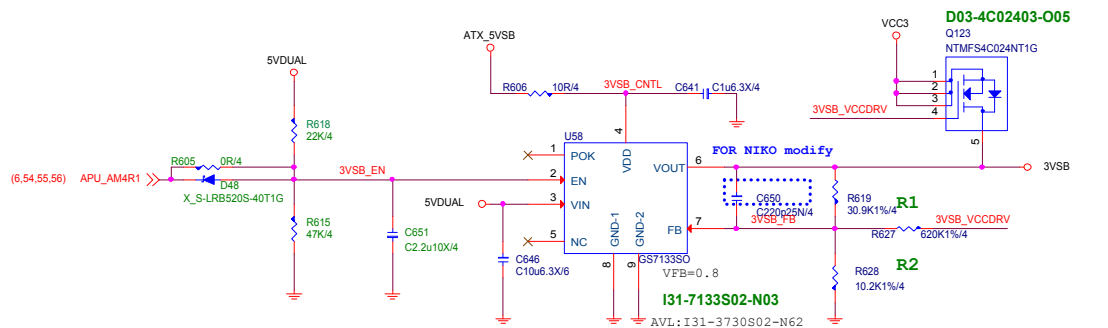 D03-4C02403-O05
VCC3
Q123
NTMFS4C024NT1G
ATX_5VSB
5VDUAL
R606
10R/4
3VSB_CNTL
C641
C1u6.3X/4
1
2
3
4
3VSB_VCCDRV
R618
22K/4
U58
4
5
FOR NIKO modify
R605
0R/4
1
POK
VDD
VOUT
6
3VSB
(6,54,55,56)
APU_AM4R1
D48
X_S-LRB520S-40T1G
3VSB_EN
2
EN
C650
C220p25N/4
R619
30.9K1%/4
R1
5VDUAL
3
VIN
R615
47K/4
C651
C2.2u10X/4
3VSB_FB
7
FB
R627
620K1%/4
3VSB_VCCDRV
5
NC
GND-1
GND-2
C646
C10u6.3X/6
8
9
GS7133SO
VFB=0.8
R2
R628
10.2K1%/4
I31-7133S02-N03
AVL:I31-3730S02-N62